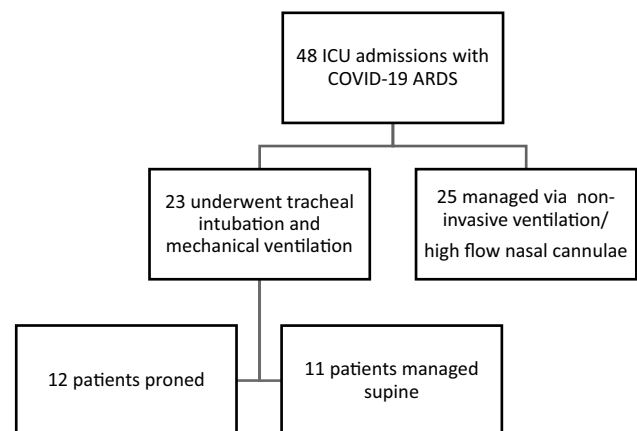 48 ICU admissions with
COVID-19 ARDS
23 underwent tracheal
intubation and
mechanical ventilation
25 managed via non-
invasive ventilation/
high flow nasal cannulae
12 patients proned
11 patients managed
supine